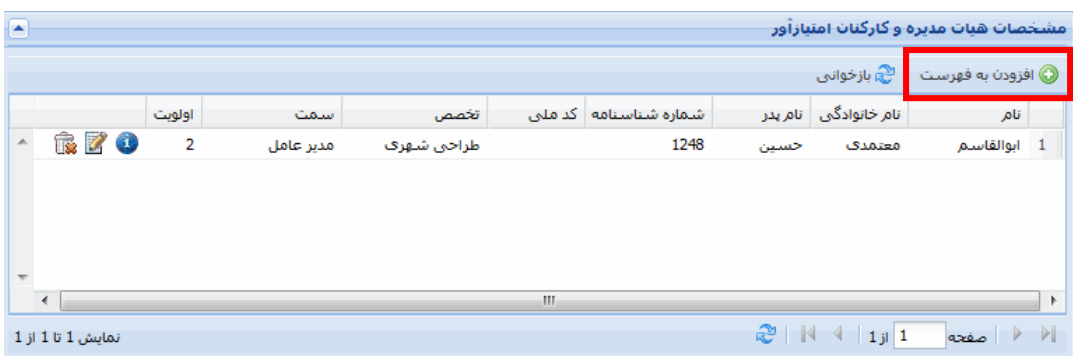 مشخصات هیات مدیره و کارکنان امتیازآور
افزودن به فهرست بازخوانی
نام نام خانوادگی نام پدر شماره شناسنامه کد ملی تخصص سمت اولویت
1 ابوالقاسم معتمدی حسین 1248 طراحی شهری مدیر عامل 2
صفحه 1 از 1 نمایش 1 تا 1 از 1